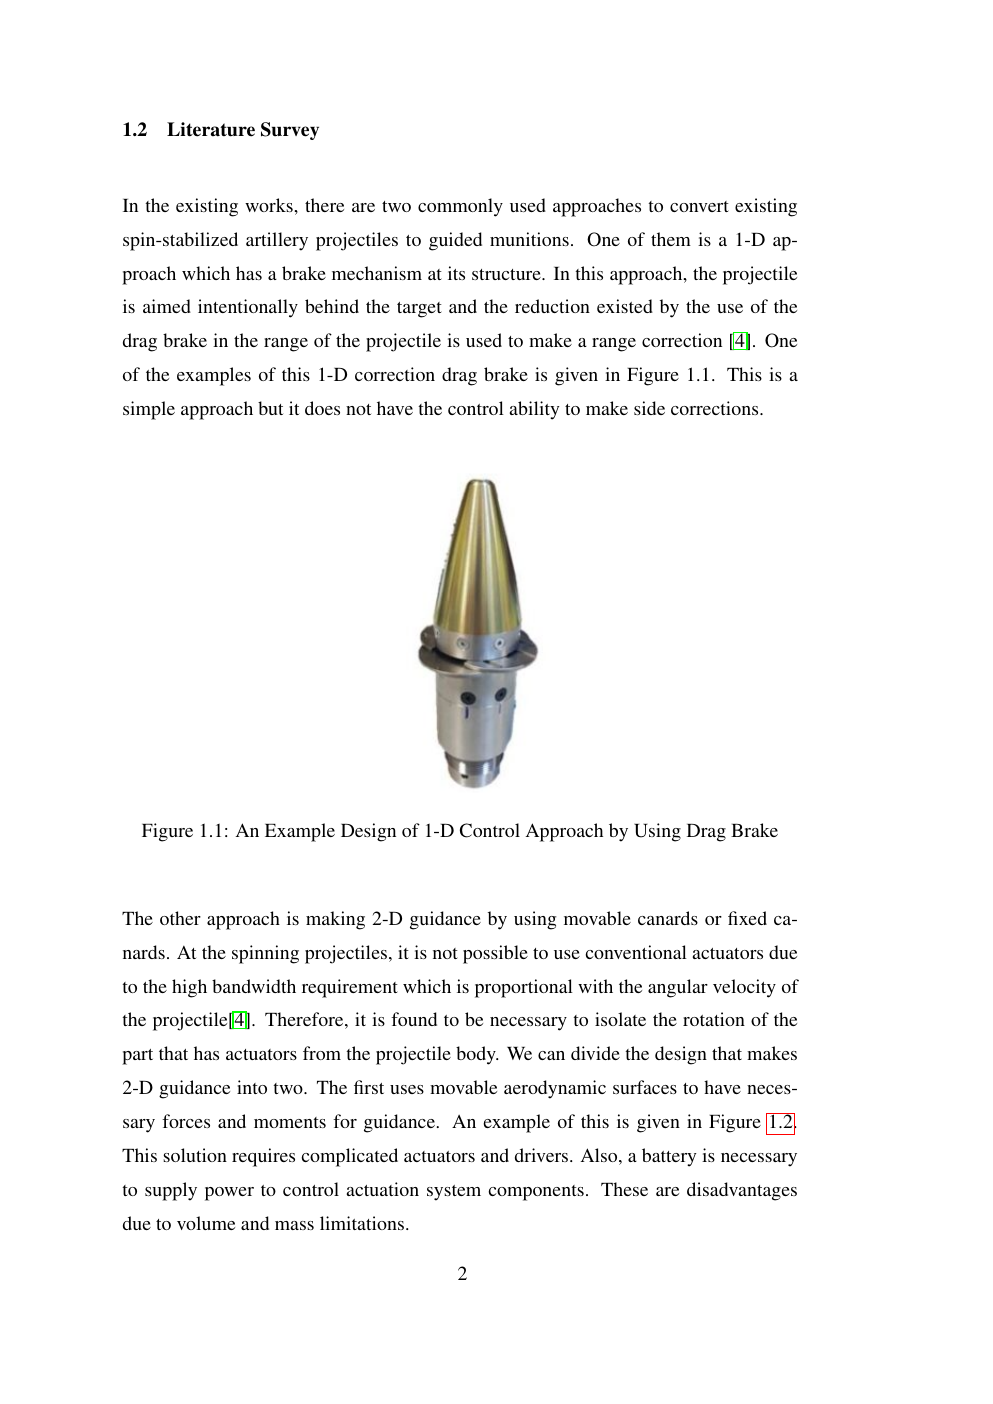 1.2 Literature Survey
In the existing works, there are two commonly used approaches to convert existing
spin-stabilized artillery projectiles to guided munitions. One of them is a 1-D ap-
proach which has a brake mechanism at its structure. In this approach, the projectile
is aimed intentionally behind the target and the reduction existed by the use of the
drag brake in the range of the projectile is used to make a range correction [4]. One
of the examples of this 1-D correction drag brake is given in Figure 1.1. This is a
simple approach but it does not have the control ability to make side corrections.
Figure 1.1: An Example Design of 1-D Control Approach by Using Drag Brake
The other approach is making 2-D guidance by using movable canards or fixed ca-
nards. At the spinning projectiles, it is not possible to use conventional actuators due
to the high bandwidth requirement which is proportional with the angular velocity of
the projectile[4]. Therefore, it is found to be necessary to isolate the rotation of the
part that has actuators from the projectile body. We can divide the design that makes
2-D guidance into two. The first uses movable aerodynamic surfaces to have neces-
sary forces and moments for guidance. An example of this is given in Figure 1.2.
This solution requires complicated actuators and drivers. Also, a battery is necessary
to supply power to control actuation system components. These are disadvantages
due to volume and mass limitations.
2